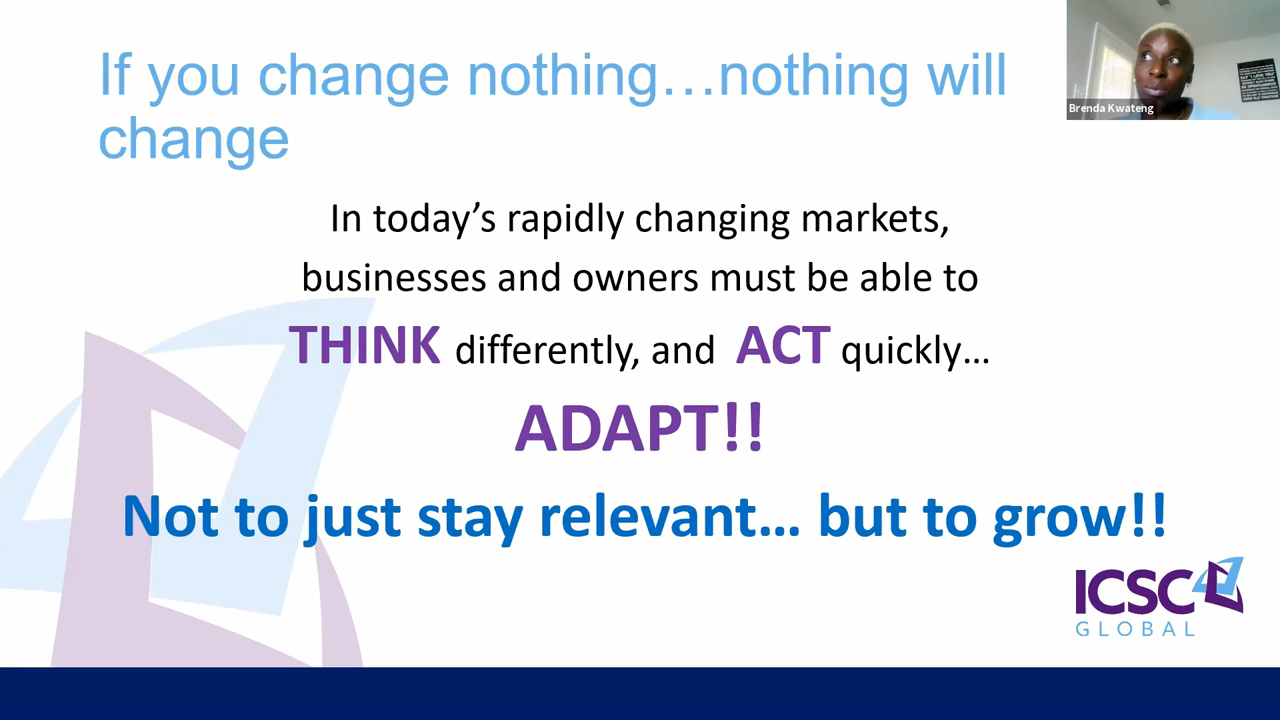 If you change nothing…nothing will
change
Brenda Kwateng
In today’s rapidly changing markets,
businesses and owners must be able to
THINK differently, and ACT quickly…
ADAPT!!
Not to just stay relevant… but to grow!!
ICSC
GLOBAL